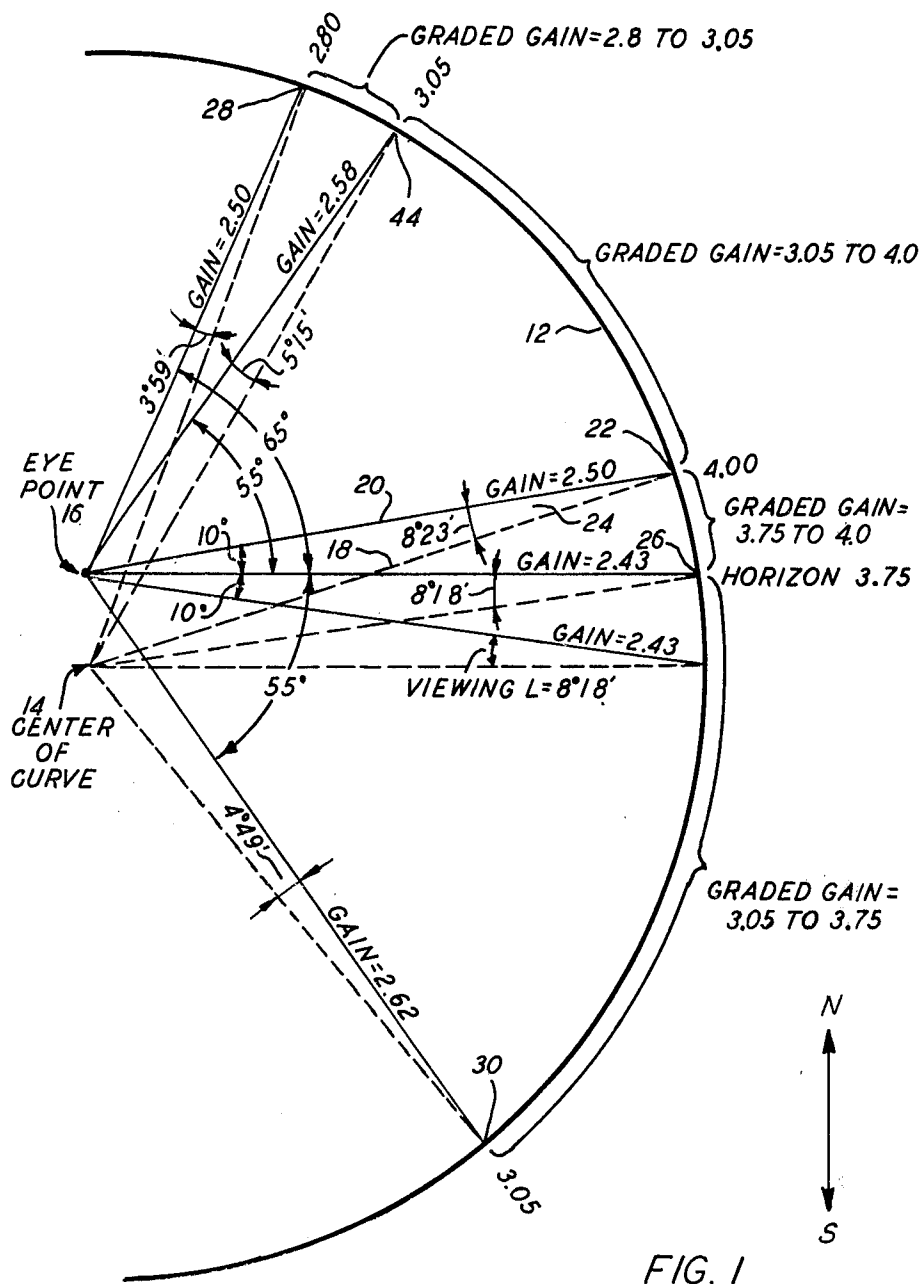 2.80
GRADED GAIN=2.8 TO 3.05
3.05
28
44
GAIN=2.50
GAIN=2.58
GRADED GAIN=3.05 TO 4.0
12
3°59'
5°15'
65°
55°
22
4.00
EYE
POINT
16
20
GAIN=2.50
24
GRADED GAIN=
3.75 TO 4.0
10°
8°23'
18
26
GAIN=2.43
HORIZON 3.75
10°
8°18'
GAIN=2.43
55°
VIEWING L=8°18'
14
CENTER
OF
CURVE
4°49'
GAIN=2.62
GRADED GAIN=
3.05 TO 3.75
N
30
3.05
S
FIG. 1